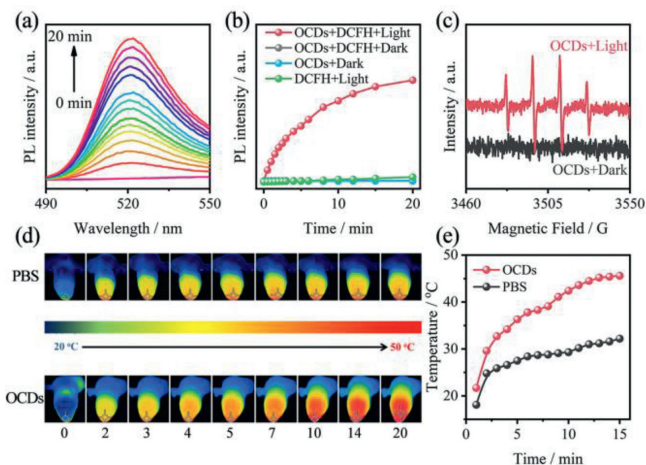 (a)
20 min
0 min
PL intensity / a.u.
490
520
550
Wavelength / nm
(b)
OCDs+DCFH+Light
OCDs+DCFH+Dark
OCDs+Dark
DCFH+Light
PL intensity / a.u.
0
10
20
Time / min
(c)
OCDs+Light
OCDs+Dark
Intensity / a.u.
3460
3505
3550
Magnetic Field / G
(d)
PBS
20 °C
50 °C
OCDs
0 2 3 4 5 7 10 14 20
(e)
OCDs
PBS
Temperature / °C
50
40
30
20
0
5
10
15
Time / min